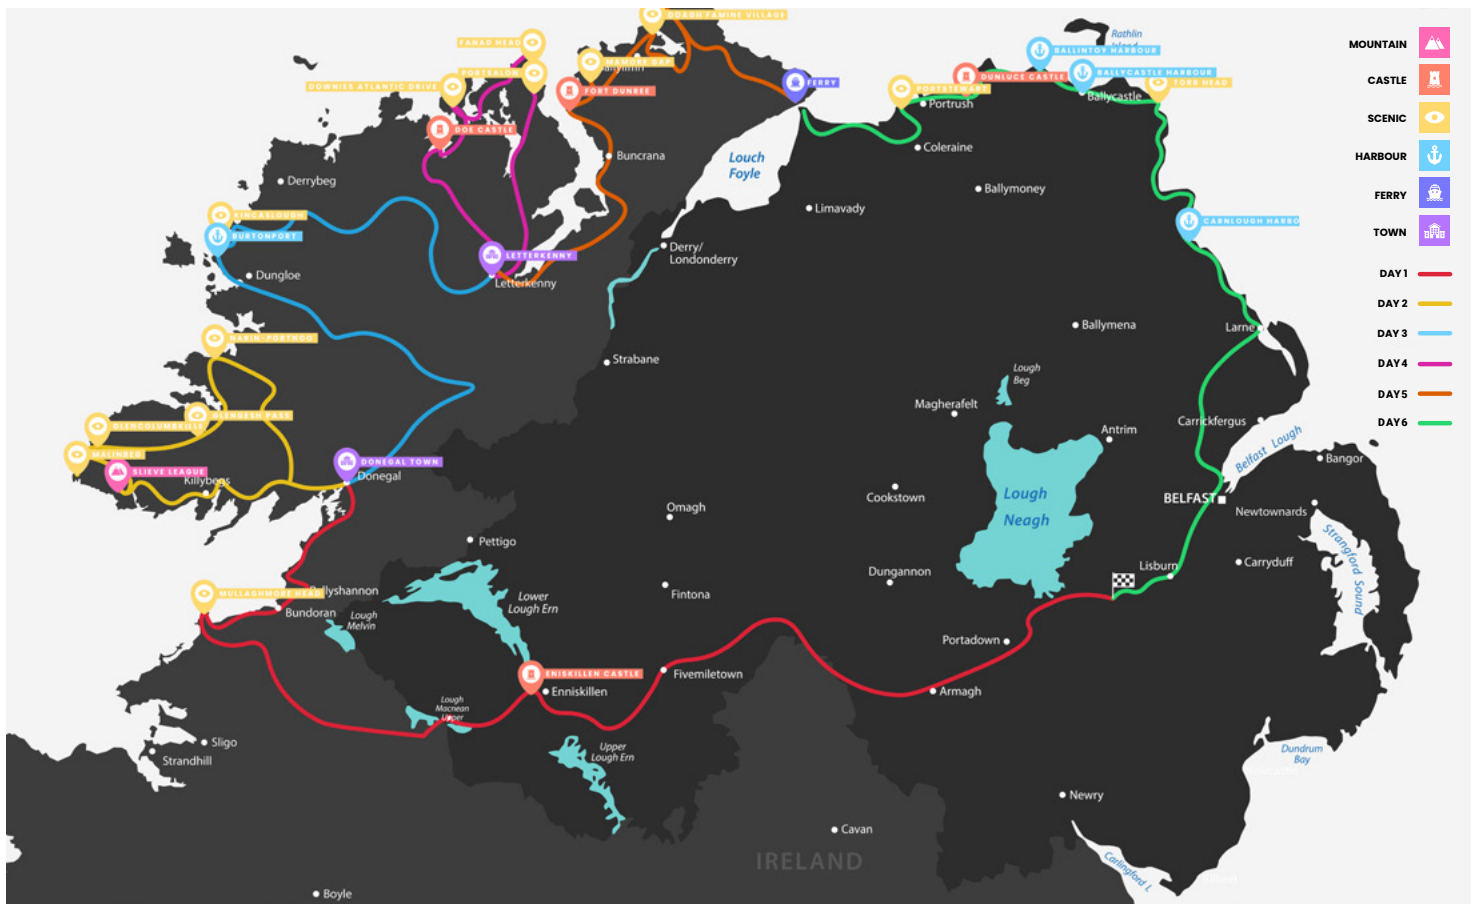 DOAGH FAMINE VILLAGE
FANAD HEAD
Rathlin
BALLINTOY HARBOUR
MOUNTAIN
MAMORE GAP
PORTSALON
BALLYCASTLE HARBOUR
DUNLUCE CASTLE
CASTLE
DOWNIES ATLANTIC DRIVE
FORT DUNREE
FERRY
PORTSTEWART
TORR HEAD
Ballycastle
Portrush
SCENIC
DOE CASTLE
Buncrana
Louch
Foyle
Coleraine
HARBOUR
Derrybeg
Ballymoney
FERRY
Limavady
KINCASLOUGH
BURTONPORT
CARNLOUGH HARBO
TOWN
LETTERKENNY
Letterkenny
Derry/
Londonderry
Dungloe
DAY 1
DAY 2
NARIN-PORTNOO
Ballymena
Larne
DAY 3
Strabane
DAY 4
Lough
Beg
DAY 5
Magherafelt
GLENGESH PASS
GLENCOLUMBKILLE
Carrickfergus
DAY 6
Antrim
Belfast Lough
MALINBEG
SLIEVE LEAGUE
Killybegs
DONEGAL TOWN
Donegal
Bangor
Cookstown
Lough
Neagh
BELFAST
Omagh
Newtownards
Strangford Sound
Pettigo
Dungannon
Lisburn
Carryduff
MULLAGHMORE HEAD
llyshannon
Bundoran
Lough
Melvin
Lower
Lough Ern
Fintona
Portadown
ENISKILLEN CASTLE
Enniskillen
Fivemiletown
Armagh
Lough
Macnean
Upper
Sligo
Strandhill
Upper
Lough Ern
Dundrum
Bay
Newry
Cavan
IRELAND
Carlingford L
Boyle